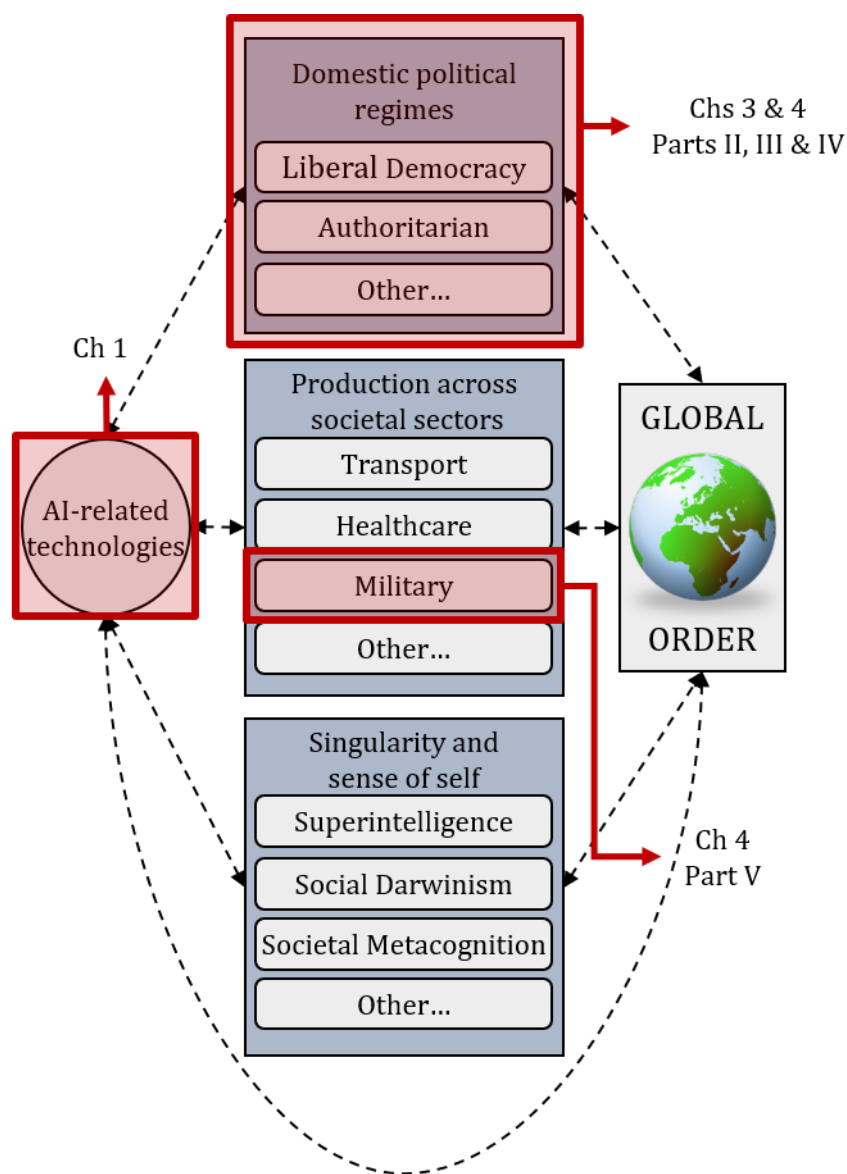 Domestic political
regimes
Liberal Democracy
Authoritarian
Other…
Chs 3 & 4
Parts II, III & IV
Ch 1
AI-related
technologies
Production across
societal sectors
Transport
Healthcare
Military
Other…
GLOBAL
ORDER
Singularity and
sense of self
Superintelligence
Social Darwinism
Societal Metacognition
Other…
Ch 4
Part V